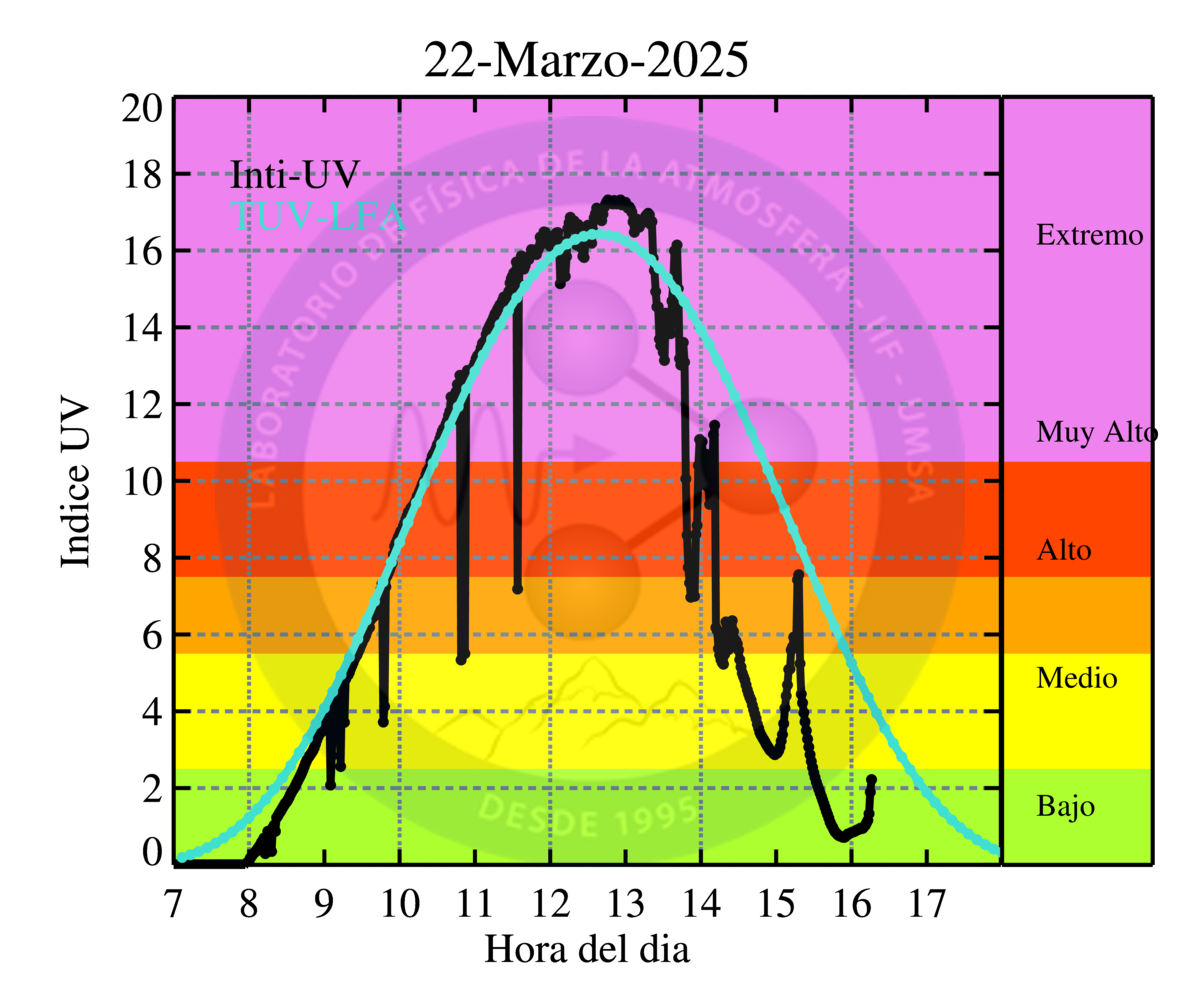 22-Marzo-2025
20
18
16
14
12
10
8
6
4
2
0
Indice UV
Inti-UV
TUV-LFA
LABORATORIO DE FÍSICA DE LA ATMÓSFERA - IIF - UMSA
DESDE 1995
Extremo
Muy Alto
Alto
Medio
Bajo
7 8 9 10 11 12 13 14 15 16 17
Hora del dia